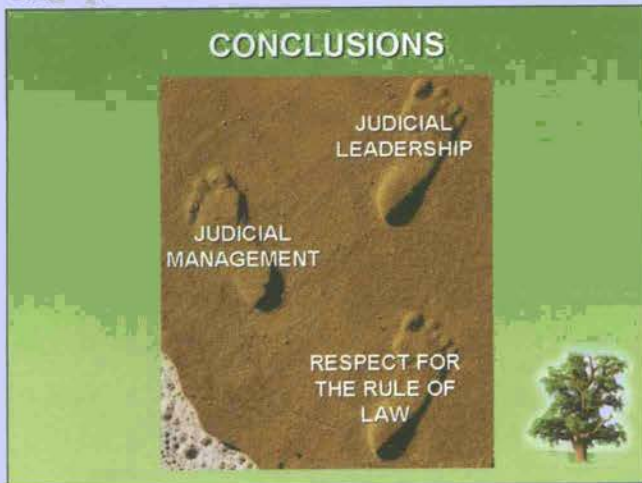 CONCLUSIONS
JUDICIAL
LEADERSHIP
JUDICIAL
MANAGEMENT
RESPECT FOR
THE RULE OF
LAW